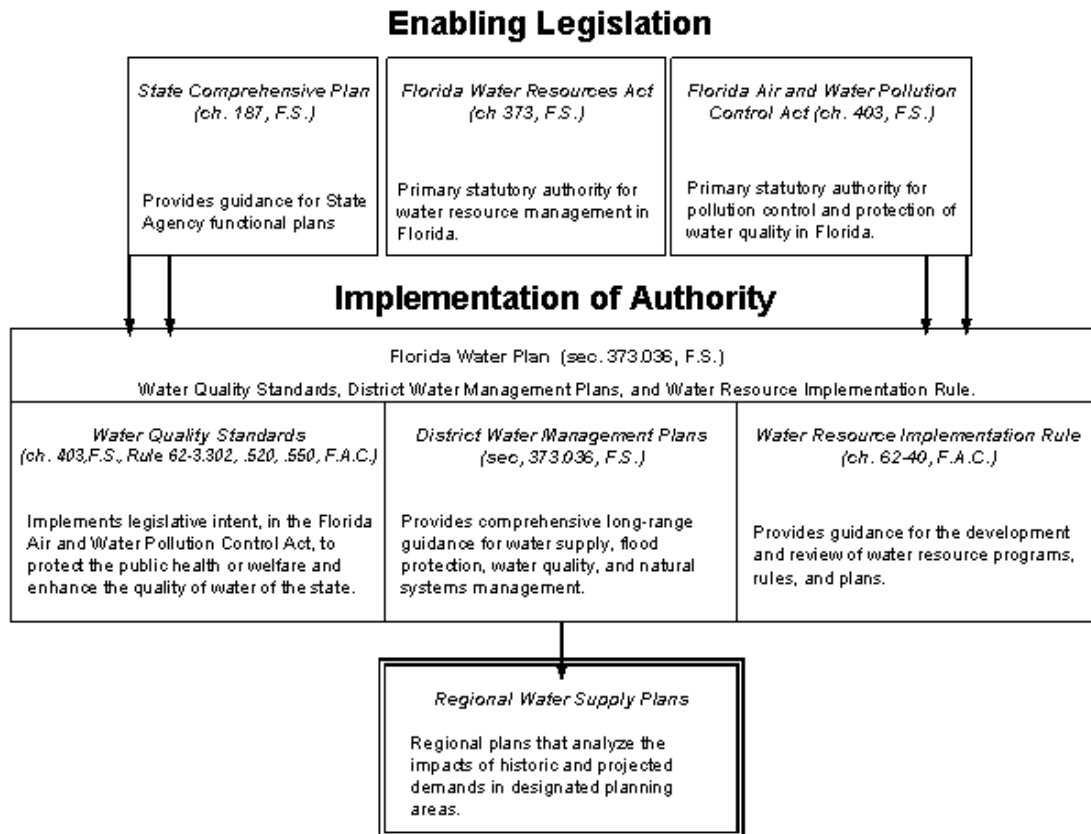 Enabling Legislation
State Comprehensive Plan
(ch. 187, F.S.)
Provides guidance for State
Agency functional plans
Florida Water Resources Act
(ch 373, F.S.)
Primary statutory authority for
water resource management in
Florida.
Florida Air and Water Pollution
Control Act (ch. 403, F.S.)
Primary statutory authority for
pollution control and protection of
water quality in Florida.
Implementation of Authority
Florida Water Plan (sec. 373.036, F.S.)
Water Quality Standards, District Water Management Plans, and Water Resource Implementation Rule.
Water Quality Standards
(ch. 403,F.S., Rule 62-3.302, .520, .550, F.A.C.)
Implements legislative intent, in the Florida
Air and Water Pollution Control Act, to
protect the public health or welfare and
enhance the quality of water of the state.
District Water Management Plans
(sec, 373.036, F.S.)
Provides comprehensive long-range
guidance for water supply, flood
protection, water quality, and natural
systems management.
Water Resource Implementation Rule
(ch. 62-40, F.A.C.)
Provides guidance for the development
and review of water resource programs,
rules, and plans.
Regional Water Supply Plans
Regional plans that analyze the
impacts of historic and projected
demands in designated planning
areas.